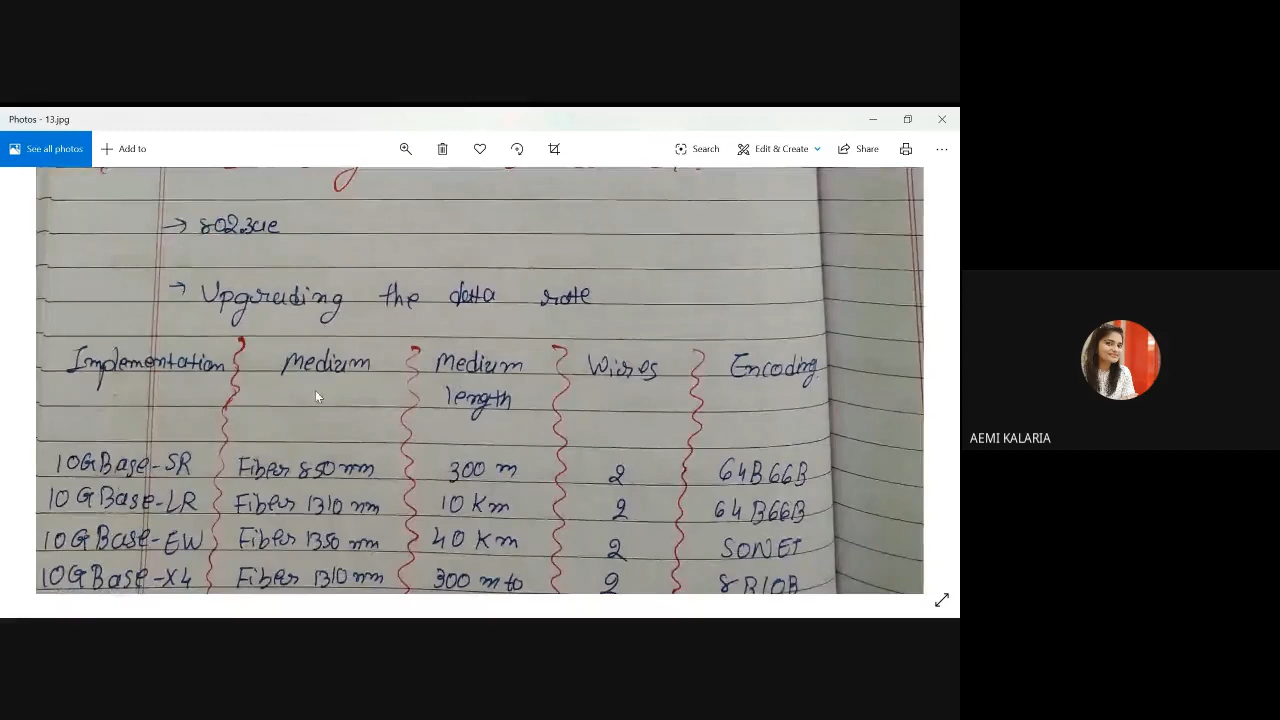 Photos - 13.jpg
See all photos
Add to
Search
Edit & Create
Share
→ 802.3ae
→ Upgrading the data rate
Implementation Medium Medium length Wires Encoding
10GBase-SR Fiber 850 nm 300 m 2 64B66B
10GBase-LR Fiber 1310 nm 10 Km 2 64B66B
10GBase-EW Fiber 1350 nm 40 Km 2 SONET
10GBase-X4 Fiber 1310 nm 300 m to 2 8B10B
AEMI KALARIA